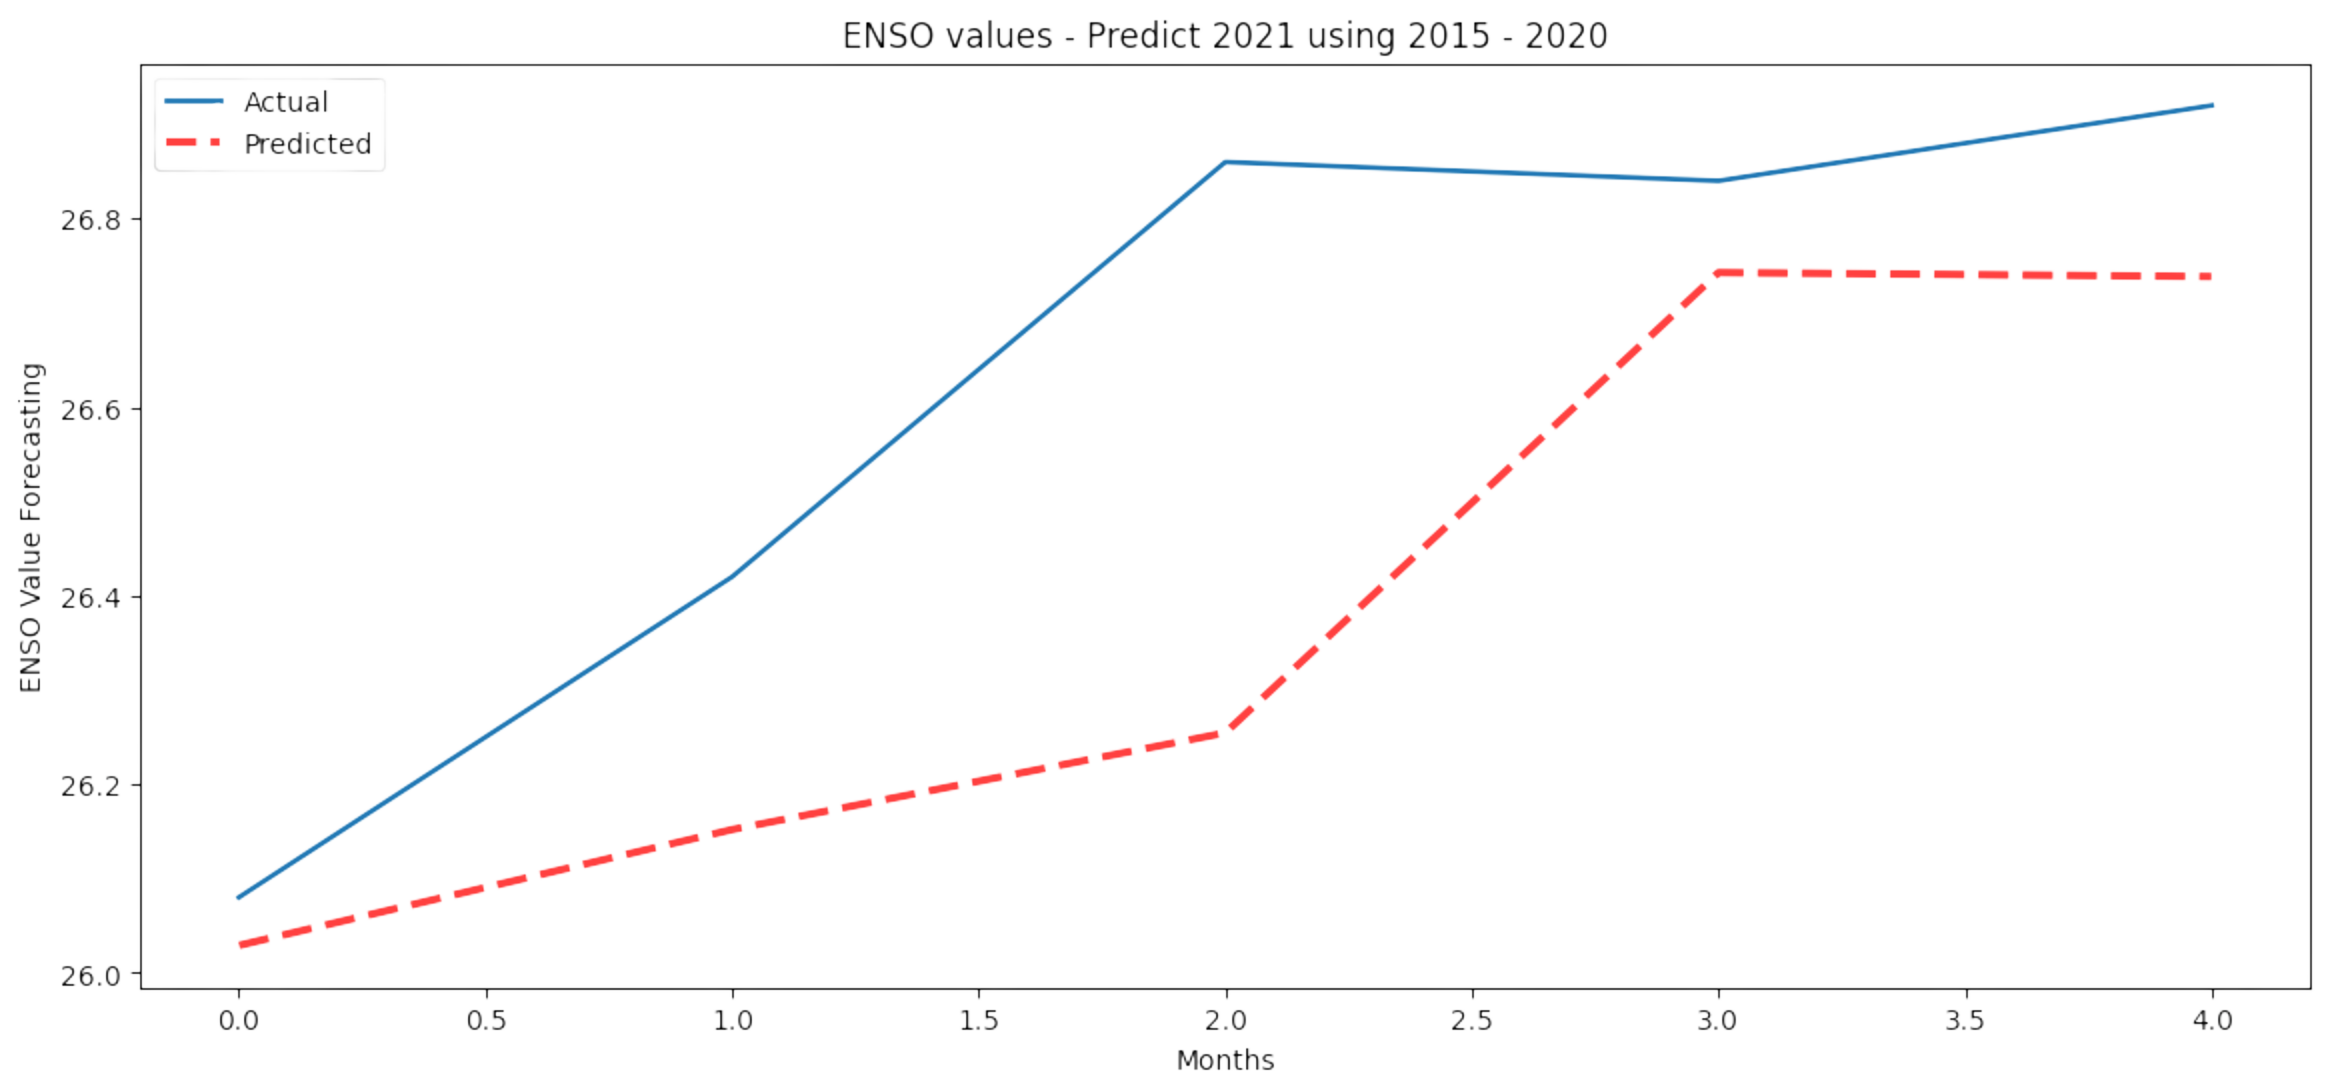 ENSO values - Predict 2021 using 2015 - 2020
Actual
Predicted
ENSO Value Forecasting
26.8
26.6
26.4
26.2
26.0
0.0 0.5 1.0 1.5 2.0 2.5 3.0 3.5 4.0
Months